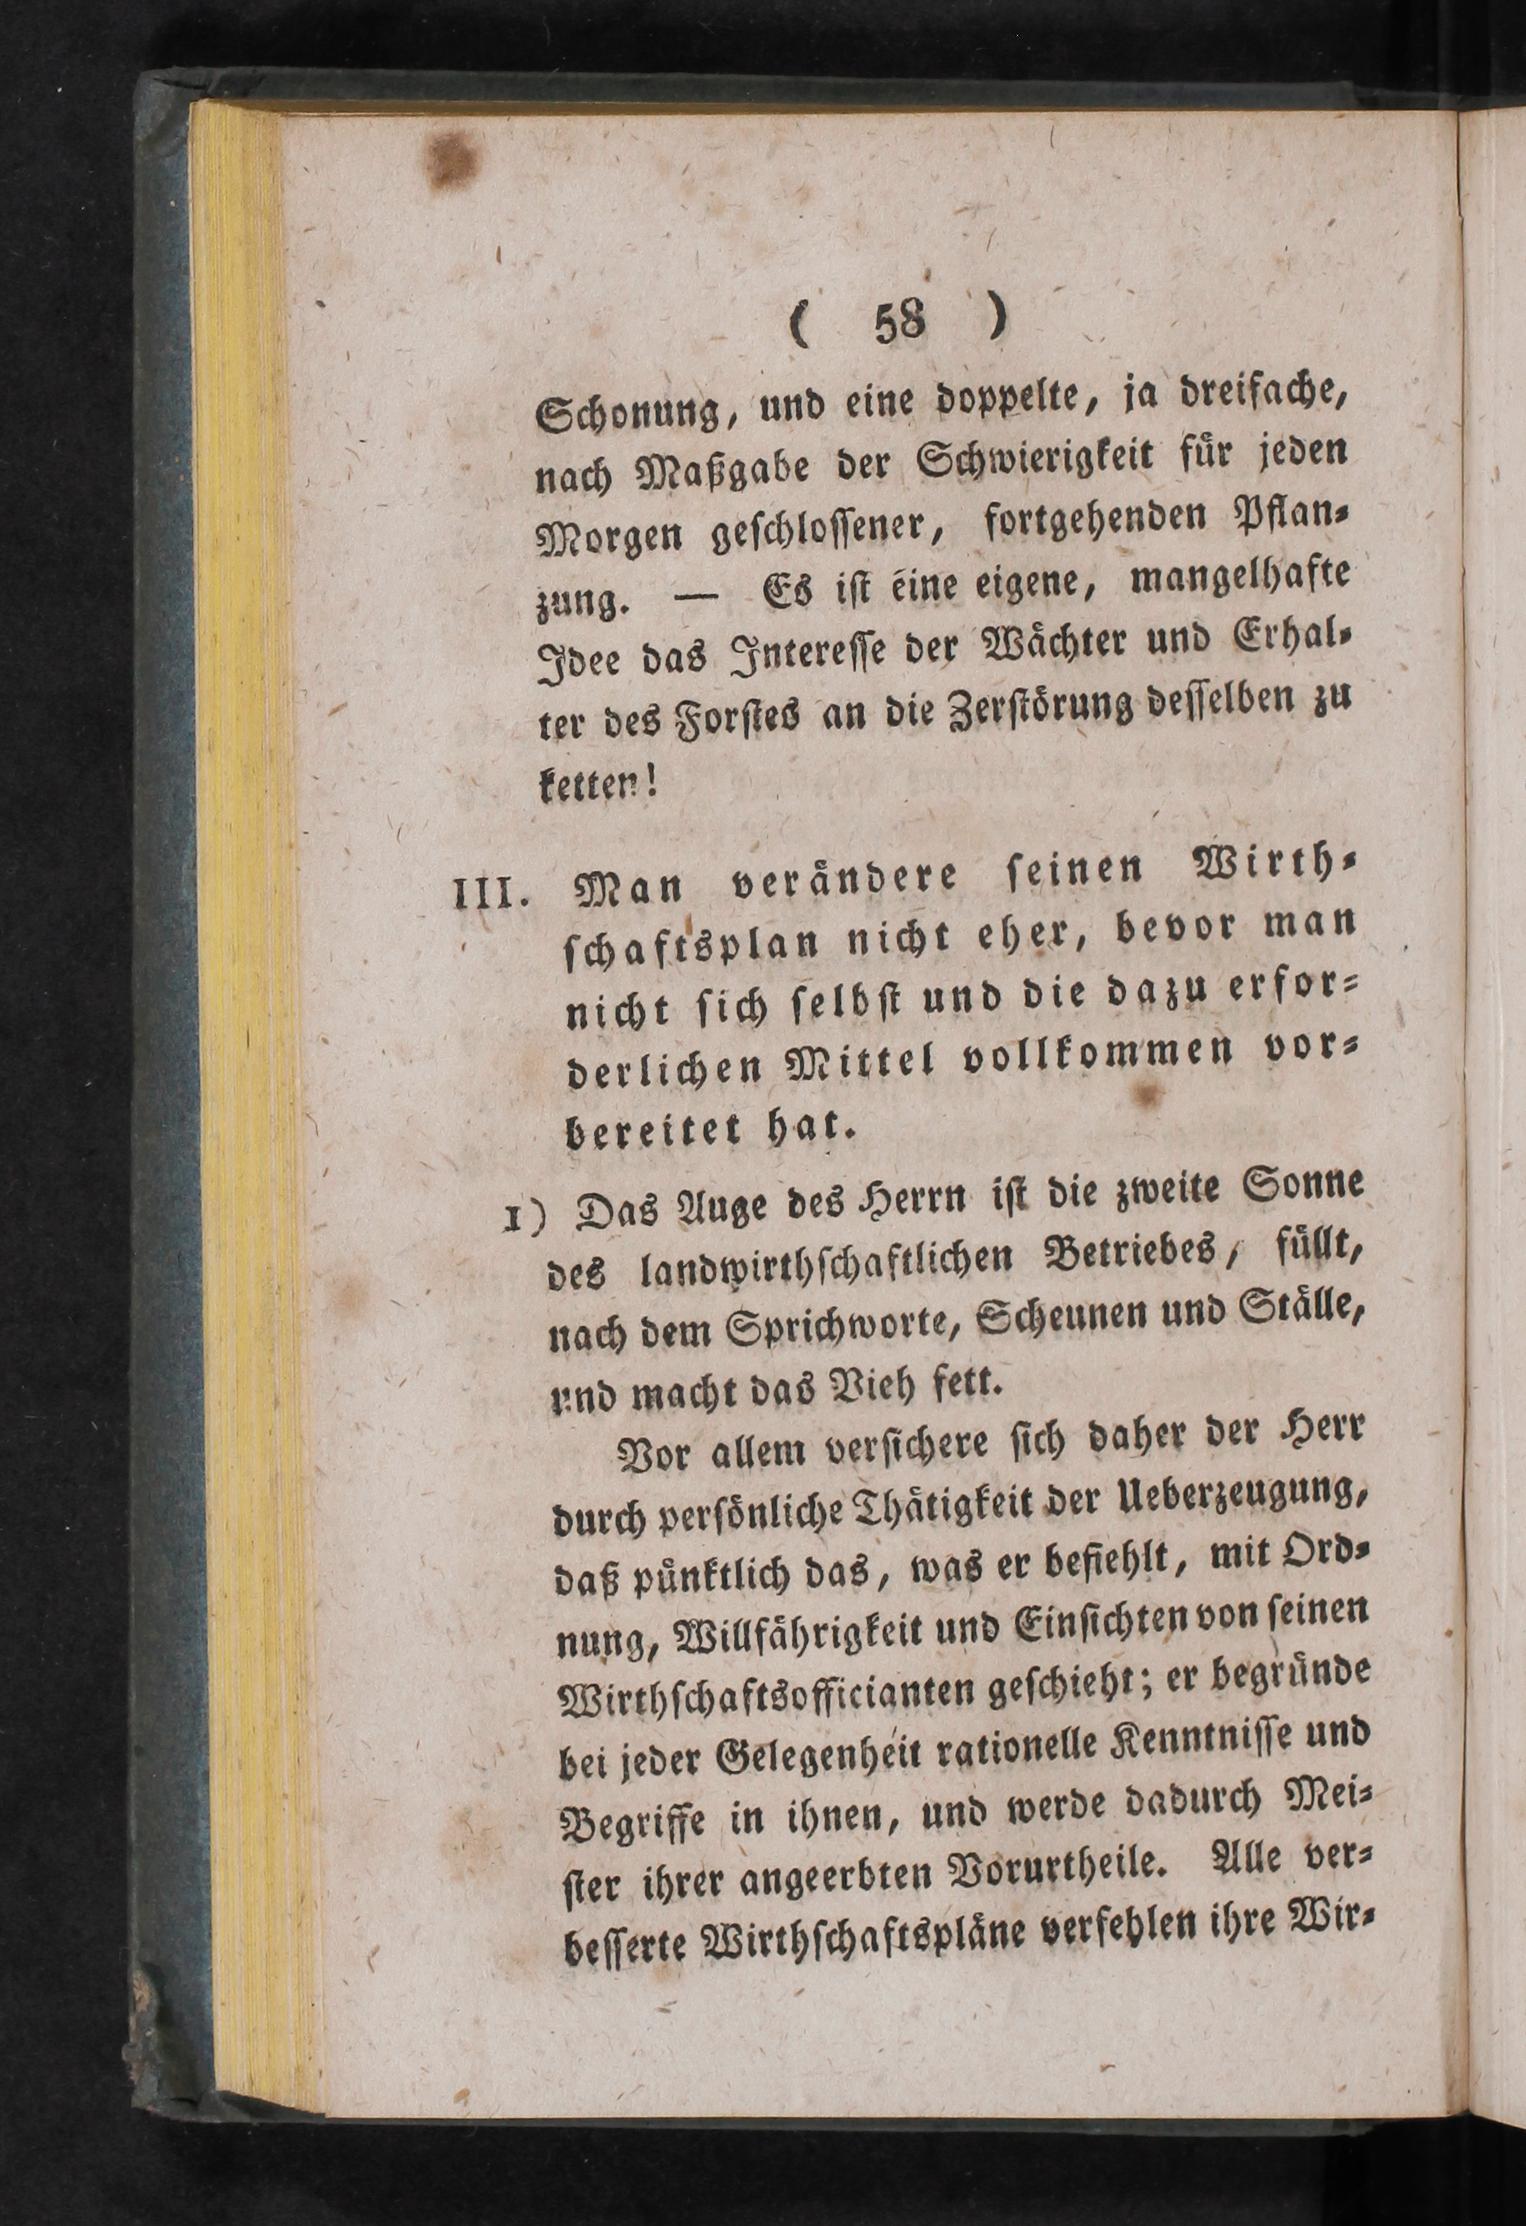 ( 58 )
Schonung, und eine doppelte, ja dreifache,
nach Maßgabe der Schwierigkeit für jeden
Morgen geſchloſſener, fortgehenden Pflan⸗
zung. — Es iſt eine eigene, mangelhafte
Idee das Intereſſe der Wächter und Erhal⸗
ter des Forſtes an die Zerſtörung deſſelben zu
ketten!
III. Man verändere ſeinen Wirth⸗
ſchaftsplan nicht eher, bevor man
nicht ſich ſelbſt und die dazu erfor⸗
derlichen Mittel vollkommen vor⸗
bereitet hat.
1) Das Auge des Herrn iſt die zweite Sonne
des landwirthſchaftlichen Betriebes, füllt,
nach dem Sprichworte, Scheunen und Ställe,
und macht das Vieh fett.
Vor allem verſichere ſich daher der Herr
durch perſönliche Thätigkeit der Ueberzeugung,
daß pünktlich das, was er befiehlt, mit Ord⸗
nung, Willfährigkeit und Einſichten von ſeinen
Wirthſchaftsofficianten geſchieht; er begründe
bei jeder Gelegenheit rationelle Kenntniſſe und
Begriffe in ihnen, und werde dadurch Mei⸗
ſter ihrer angeerbten Vorurtheile. Alle ver⸗
beſſerte Wirthſchaftspläne verfehlen ihre Wir⸗